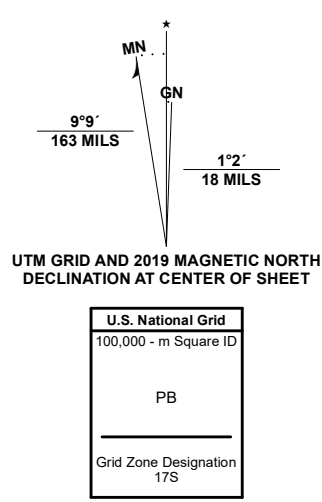 MN
GN
9°9´
163 MILS
1°2´
18 MILS
UTM GRID AND 2019 MAGNETIC NORTH
DECLINATION AT CENTER OF SHEET
U.S. National Grid
100,000 - m Square ID
PB
Grid Zone Designation
17S